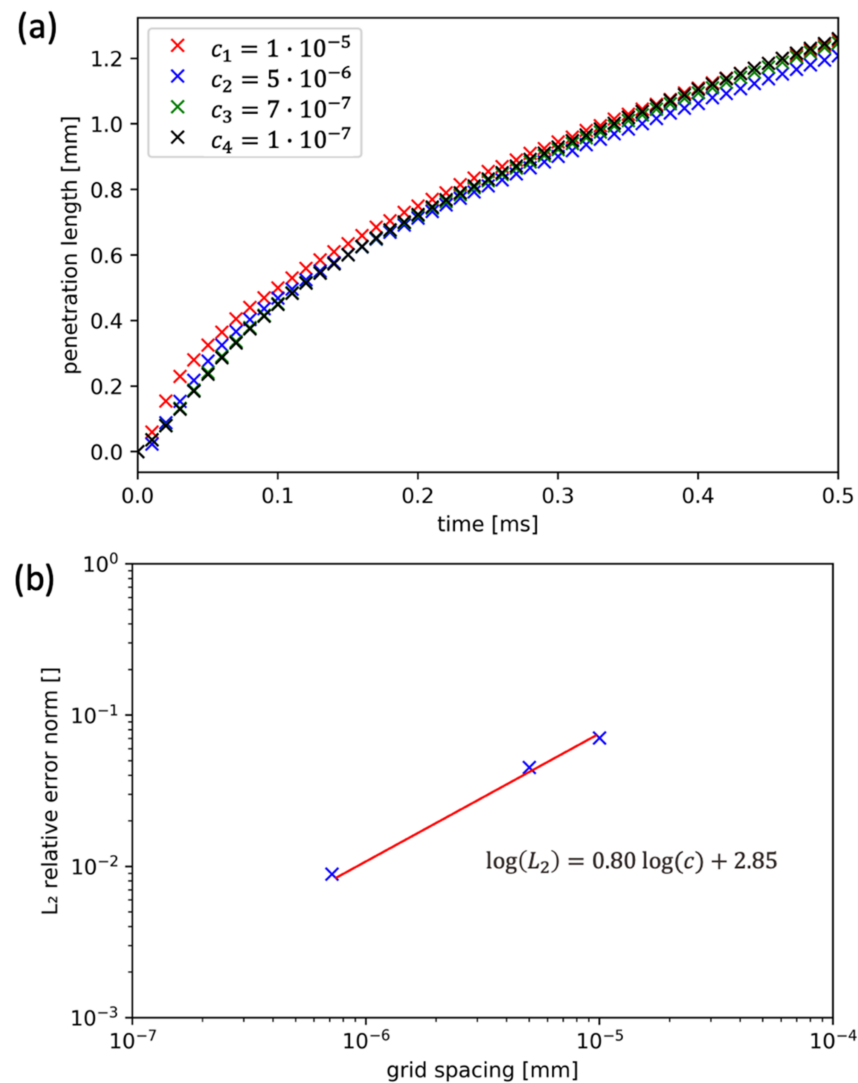 (a)
c₁ = 1 · 10⁻⁵
c₂ = 5 · 10⁻⁶
c₃ = 7 · 10⁻⁷
c₄ = 1 · 10⁻⁷
penetration length [mm]
1.2
1.0
0.8
0.6
0.4
0.2
0.0
0.0 0.1 0.2 0.3 0.4 0.5
time [ms]
(b)
L₂ relative error norm []
10⁰
10⁻¹
10⁻²
10⁻³
log(L₂) = 0.80 log(c) + 2.85
10⁻⁷ 10⁻⁶ 10⁻⁵ 10⁻⁴
grid spacing [mm]